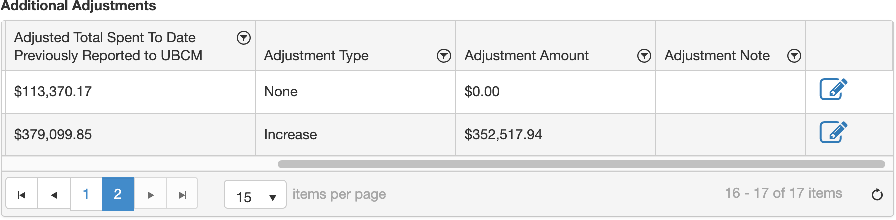 Additional Adjustments
Adjusted Total Spent To Date
Previously Reported to UBCM
Adjustment Type
Adjustment Amount
Adjustment Note
$113,370.17 None $0.00
$379,099.85 Increase $352,517.94
1 2 15 items per page 16 - 17 of 17 items